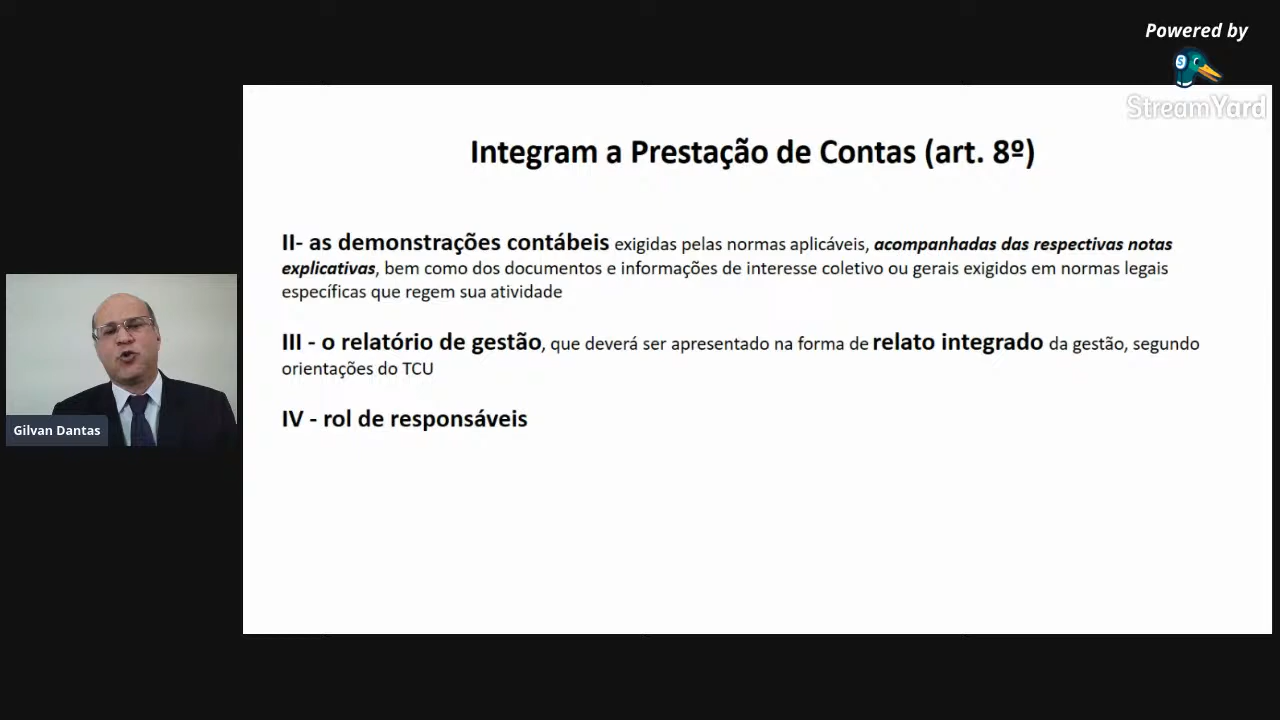 Powered by
StreamYard
Integram a Prestação de Contas (art. 8º)
II- as demonstrações contábeis exigidas pelas normas aplicáveis, acompanhadas das respectivas notas
explicativas, bem como dos documentos e informações de interesse coletivo ou gerais exigidos em normas legais
específicas que regem sua atividade
III - o relatório de gestão, que deverá ser apresentado na forma de relato integrado da gestão, segundo
orientações do TCU
IV - rol de responsáveis
Gilvan Dantas